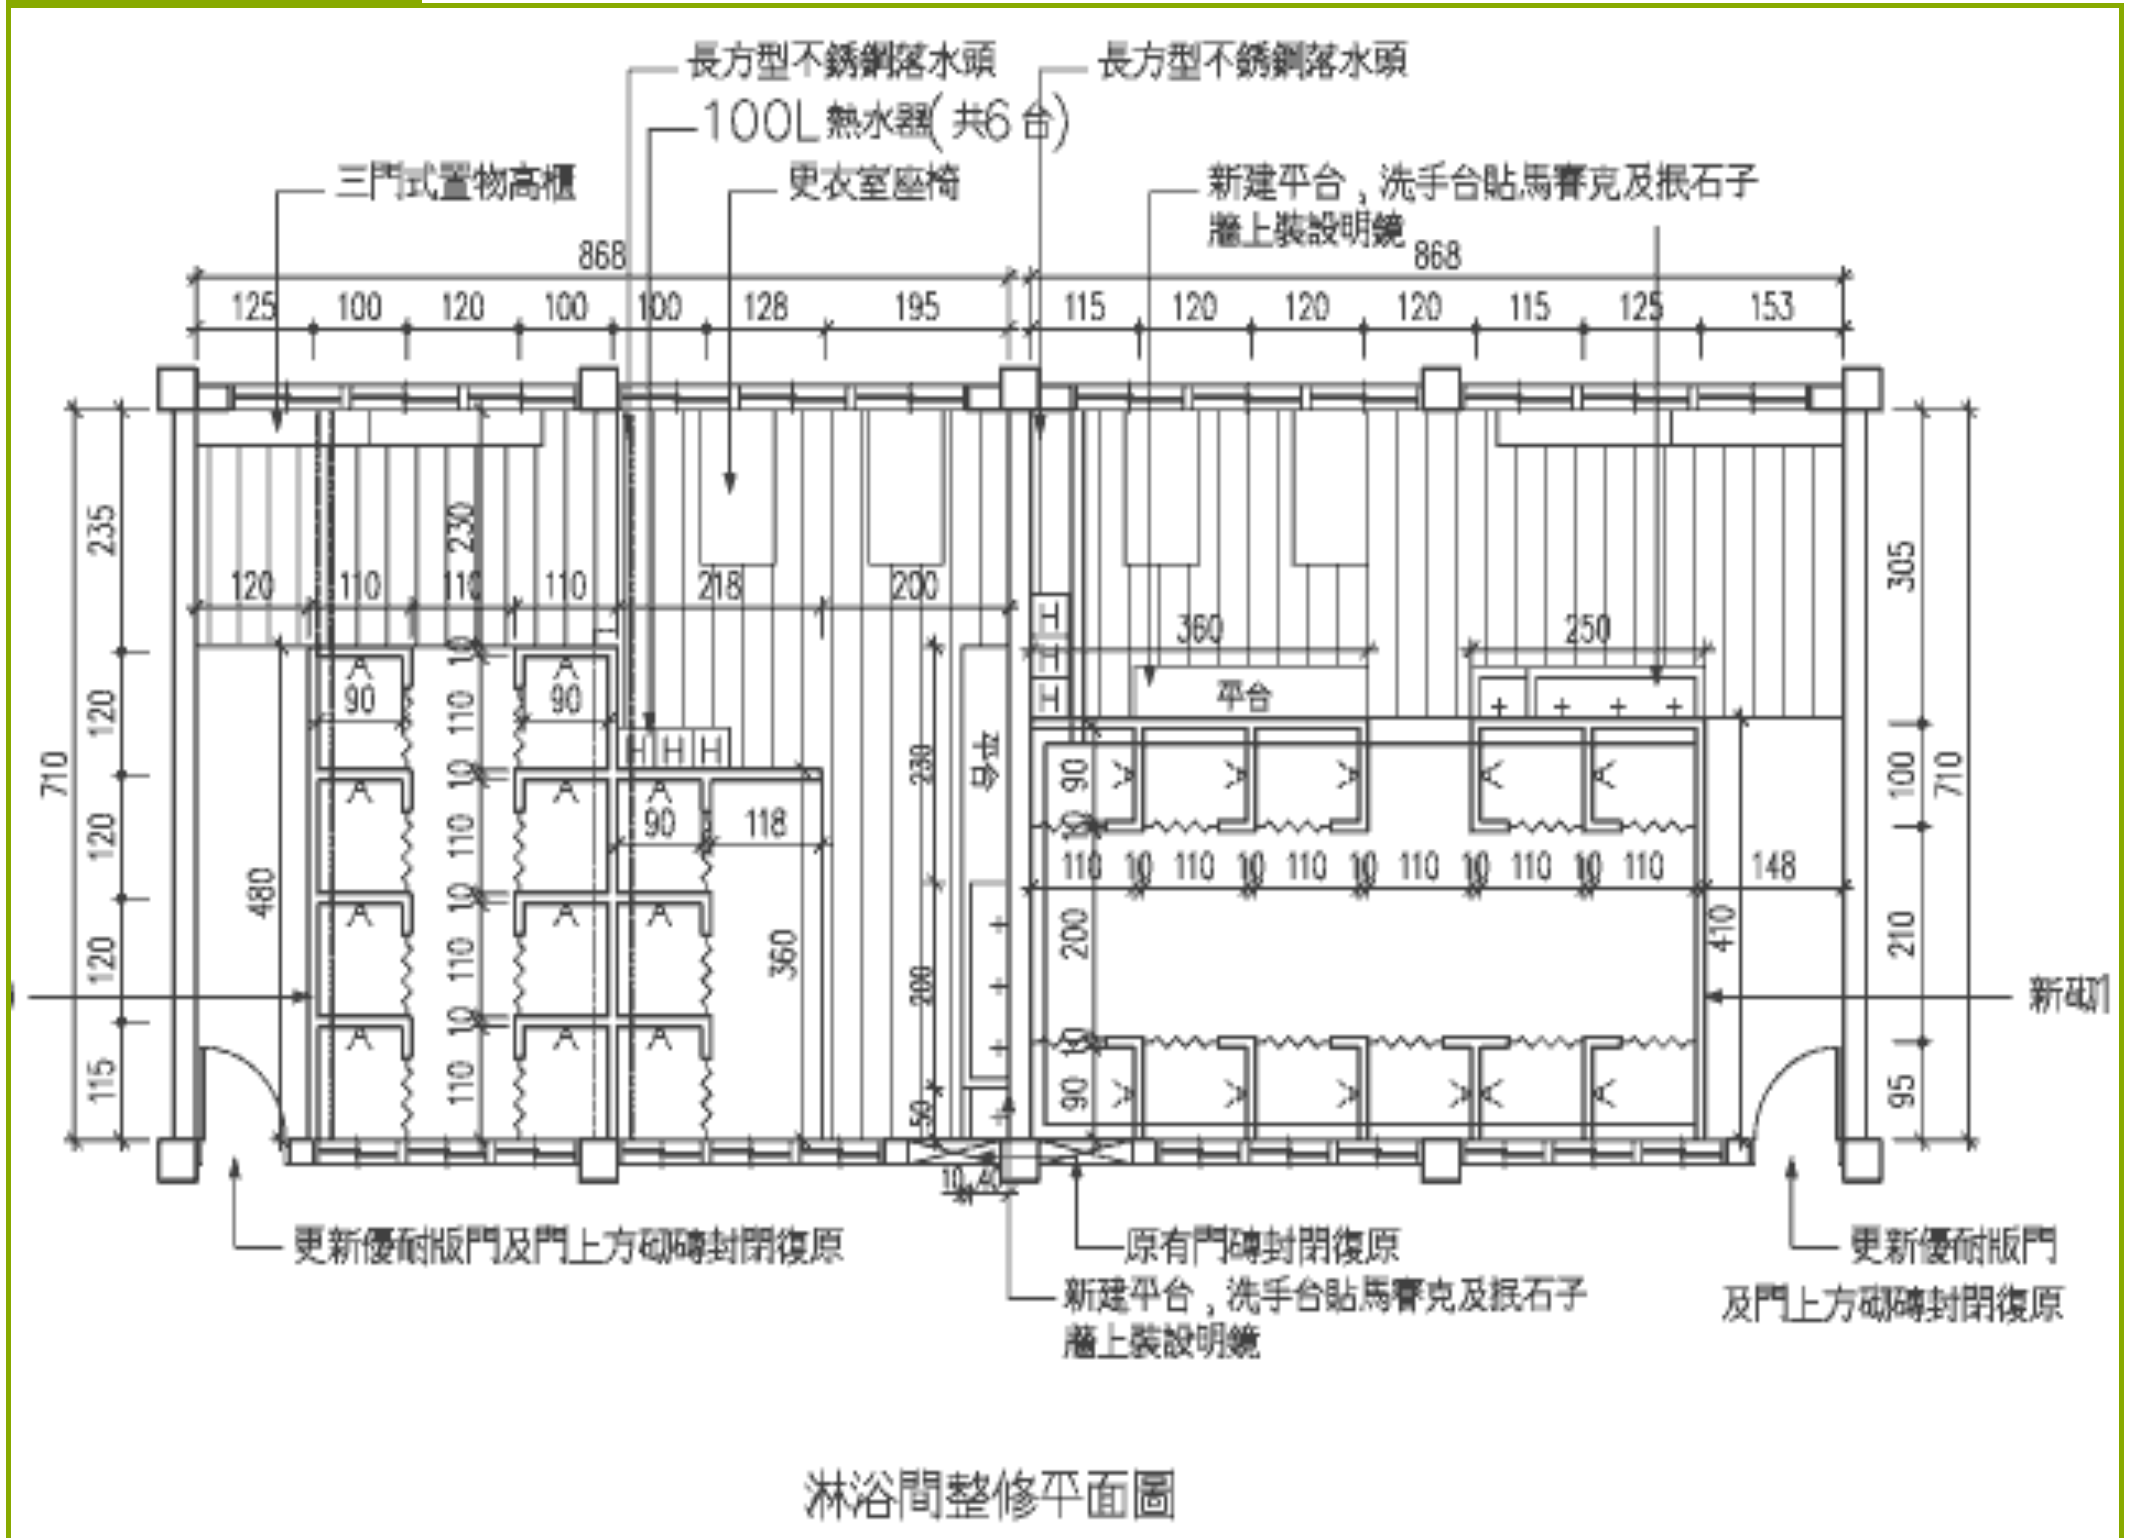 長方型不銹鋼落水頭
長方型不銹鋼落水頭
100L熱水器(共6台)
三門式置物高櫃
更衣室座椅
新建平台，洗手台貼馬賽克及抿石子
牆上裝設明鏡
868
868
125 100 120 100 100 128 195
115 120 120 120 115 125 153
235
230
305
120 110 110 110 218 200
360
250
10
H
H
H
平台
90
90
120
110
710
H H H
230
平台
90
100
710
10
90 118
120
110
10
110 10 110 10 110 10 110 10 110 10 110 148
480
10
360
200
410
210
120
110
200
新砌
10
10
115
110
50
90
95
10 40
更新優耐版門及門上方砌磚封閉復原
原有門磚封閉復原
更新優耐版門
及門上方砌磚封閉復原
新建平台，洗手台貼馬賽克及抿石子
牆上裝設明鏡
淋浴間整修平面圖